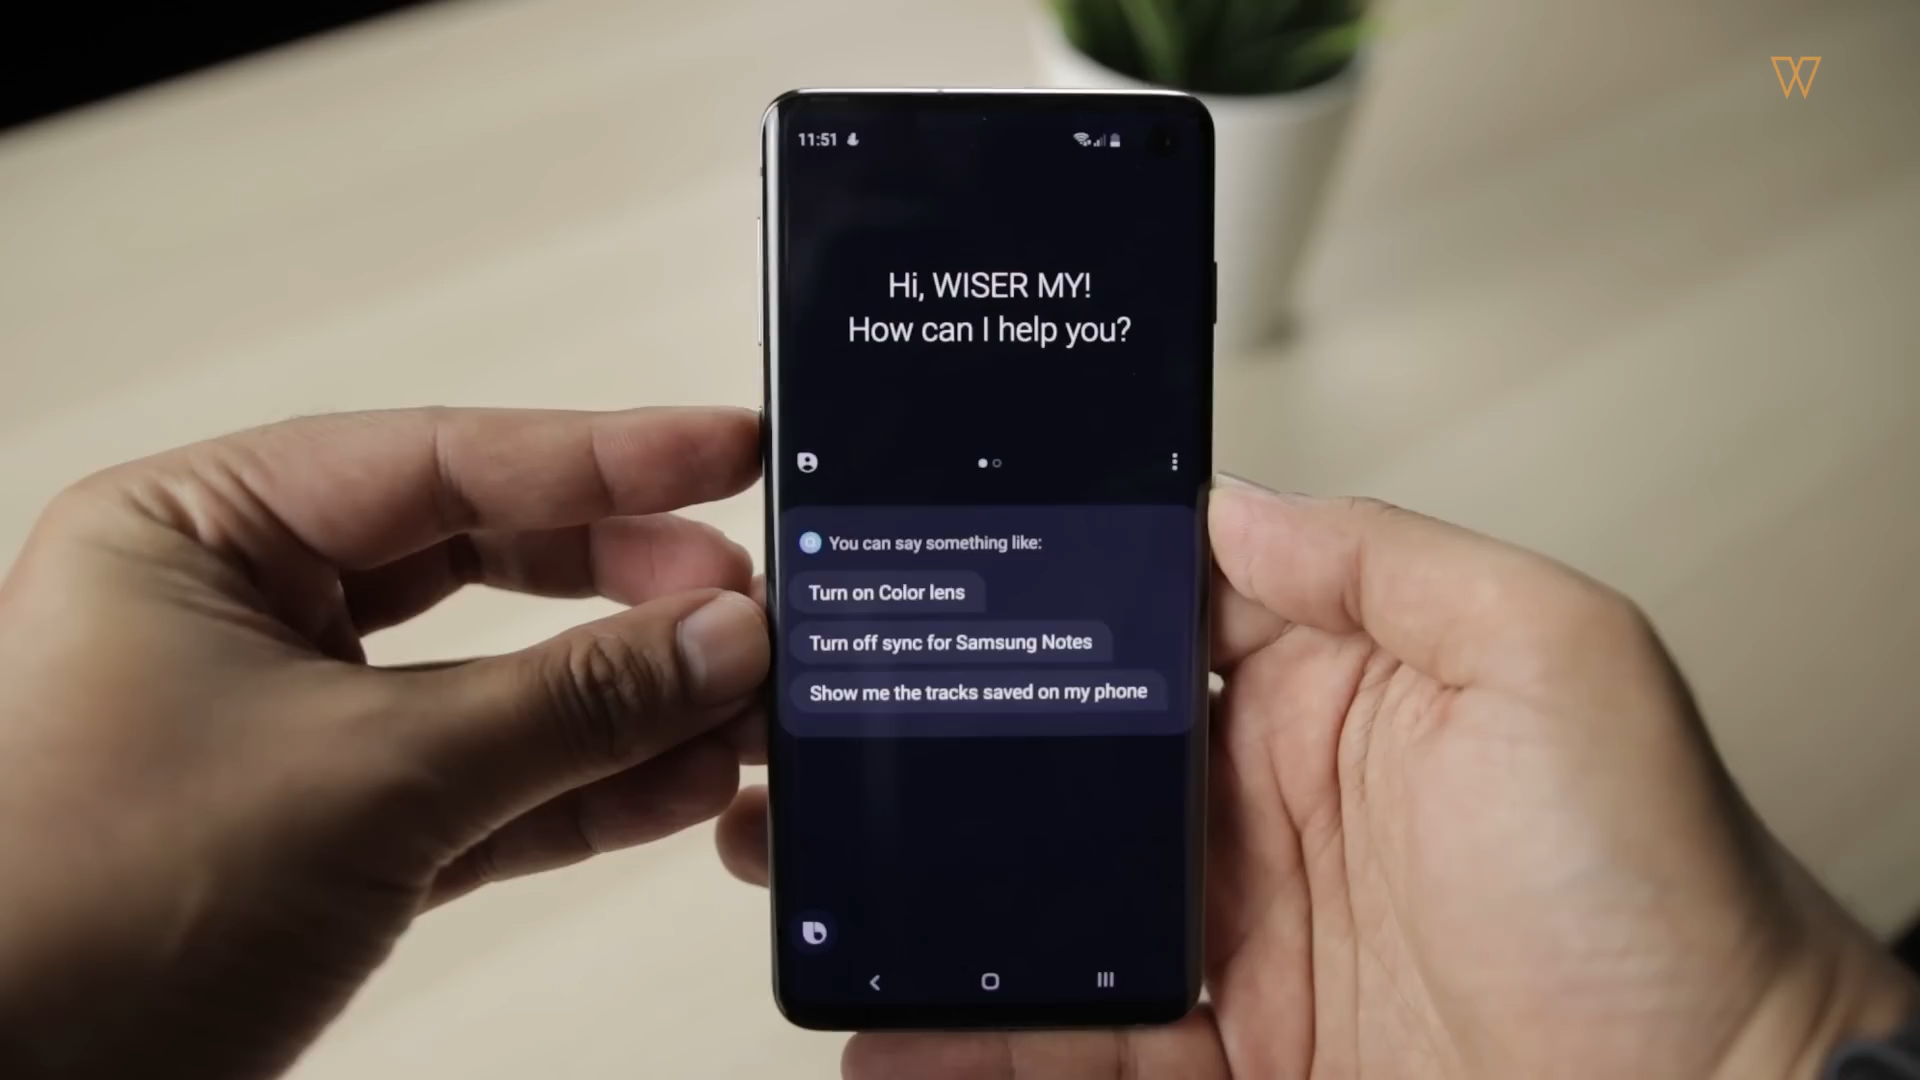 11:51
Hi, WISER MY!
How can I help you?
You can say something like:
Turn on Color lens
Turn off sync for Samsung Notes
Show me the tracks saved on my phone